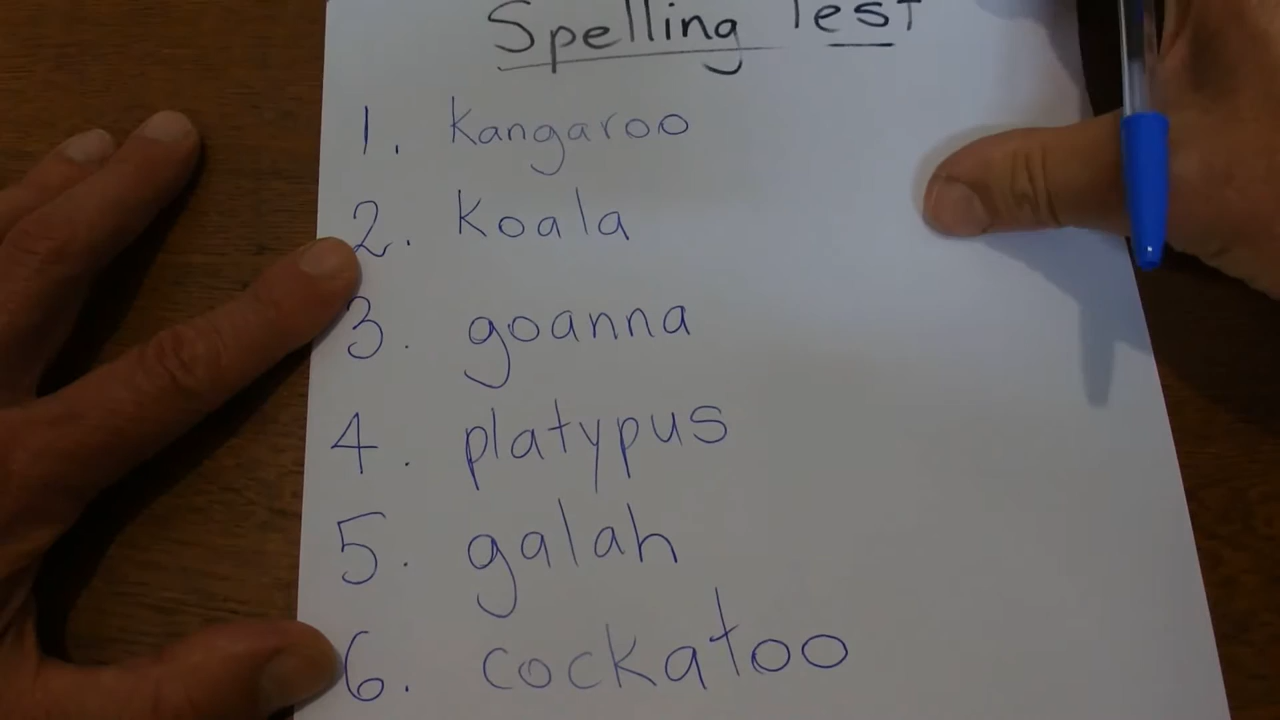 Spelling Test
1. kangaroo
2. koala
3. goanna
4. platypus
5. galah
6. cockatoo